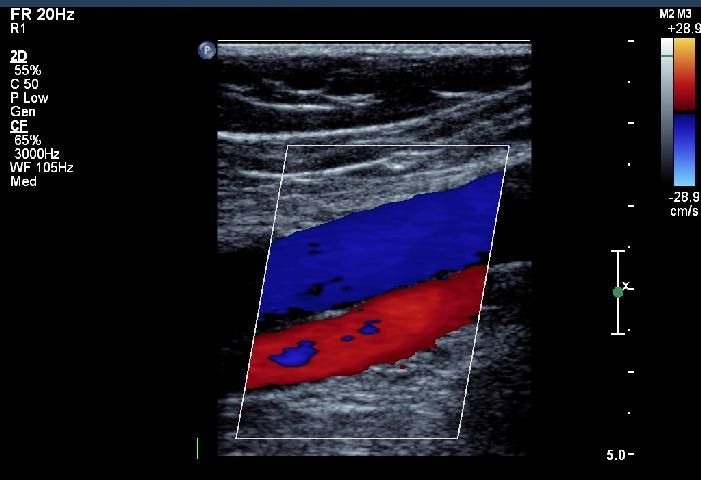 FR 20Hz
R1
2D
55%
C 50
P Low
Gen
CF
65%
3000Hz
WF 105Hz
Med
P
M2 M3
+28.9
-28.9
cm/s
x
5.0